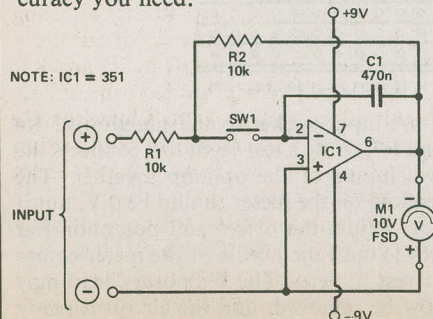 curacy you need.
+9V
R2
10k
C1
470n
NOTE: IC1 = 351
SW1
+
R1
10k
2
−
7
IC1
6
3
+
4
−
M1
10V
FSD
V
+
INPUT
−
−9V